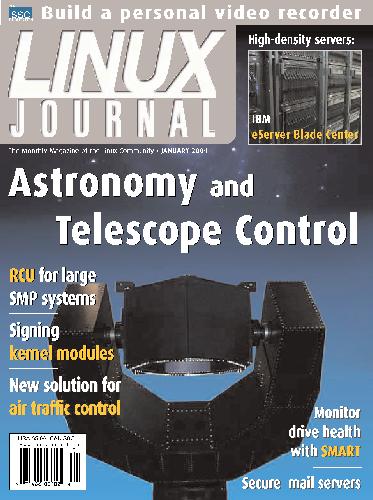 SSC
Build a personal video recorder
LINUX
JOURNAL
High-density servers:
IBM
eServer Blade Center
The Monthly Magazine of the Linux Community • JANUARY 2004
Astronomy and
Telescope Control
RCU for large
SMP systems
Signing
kernel modules
New solution for
air traffic control
Monitor
drive health
with SMART
Secure mail servers